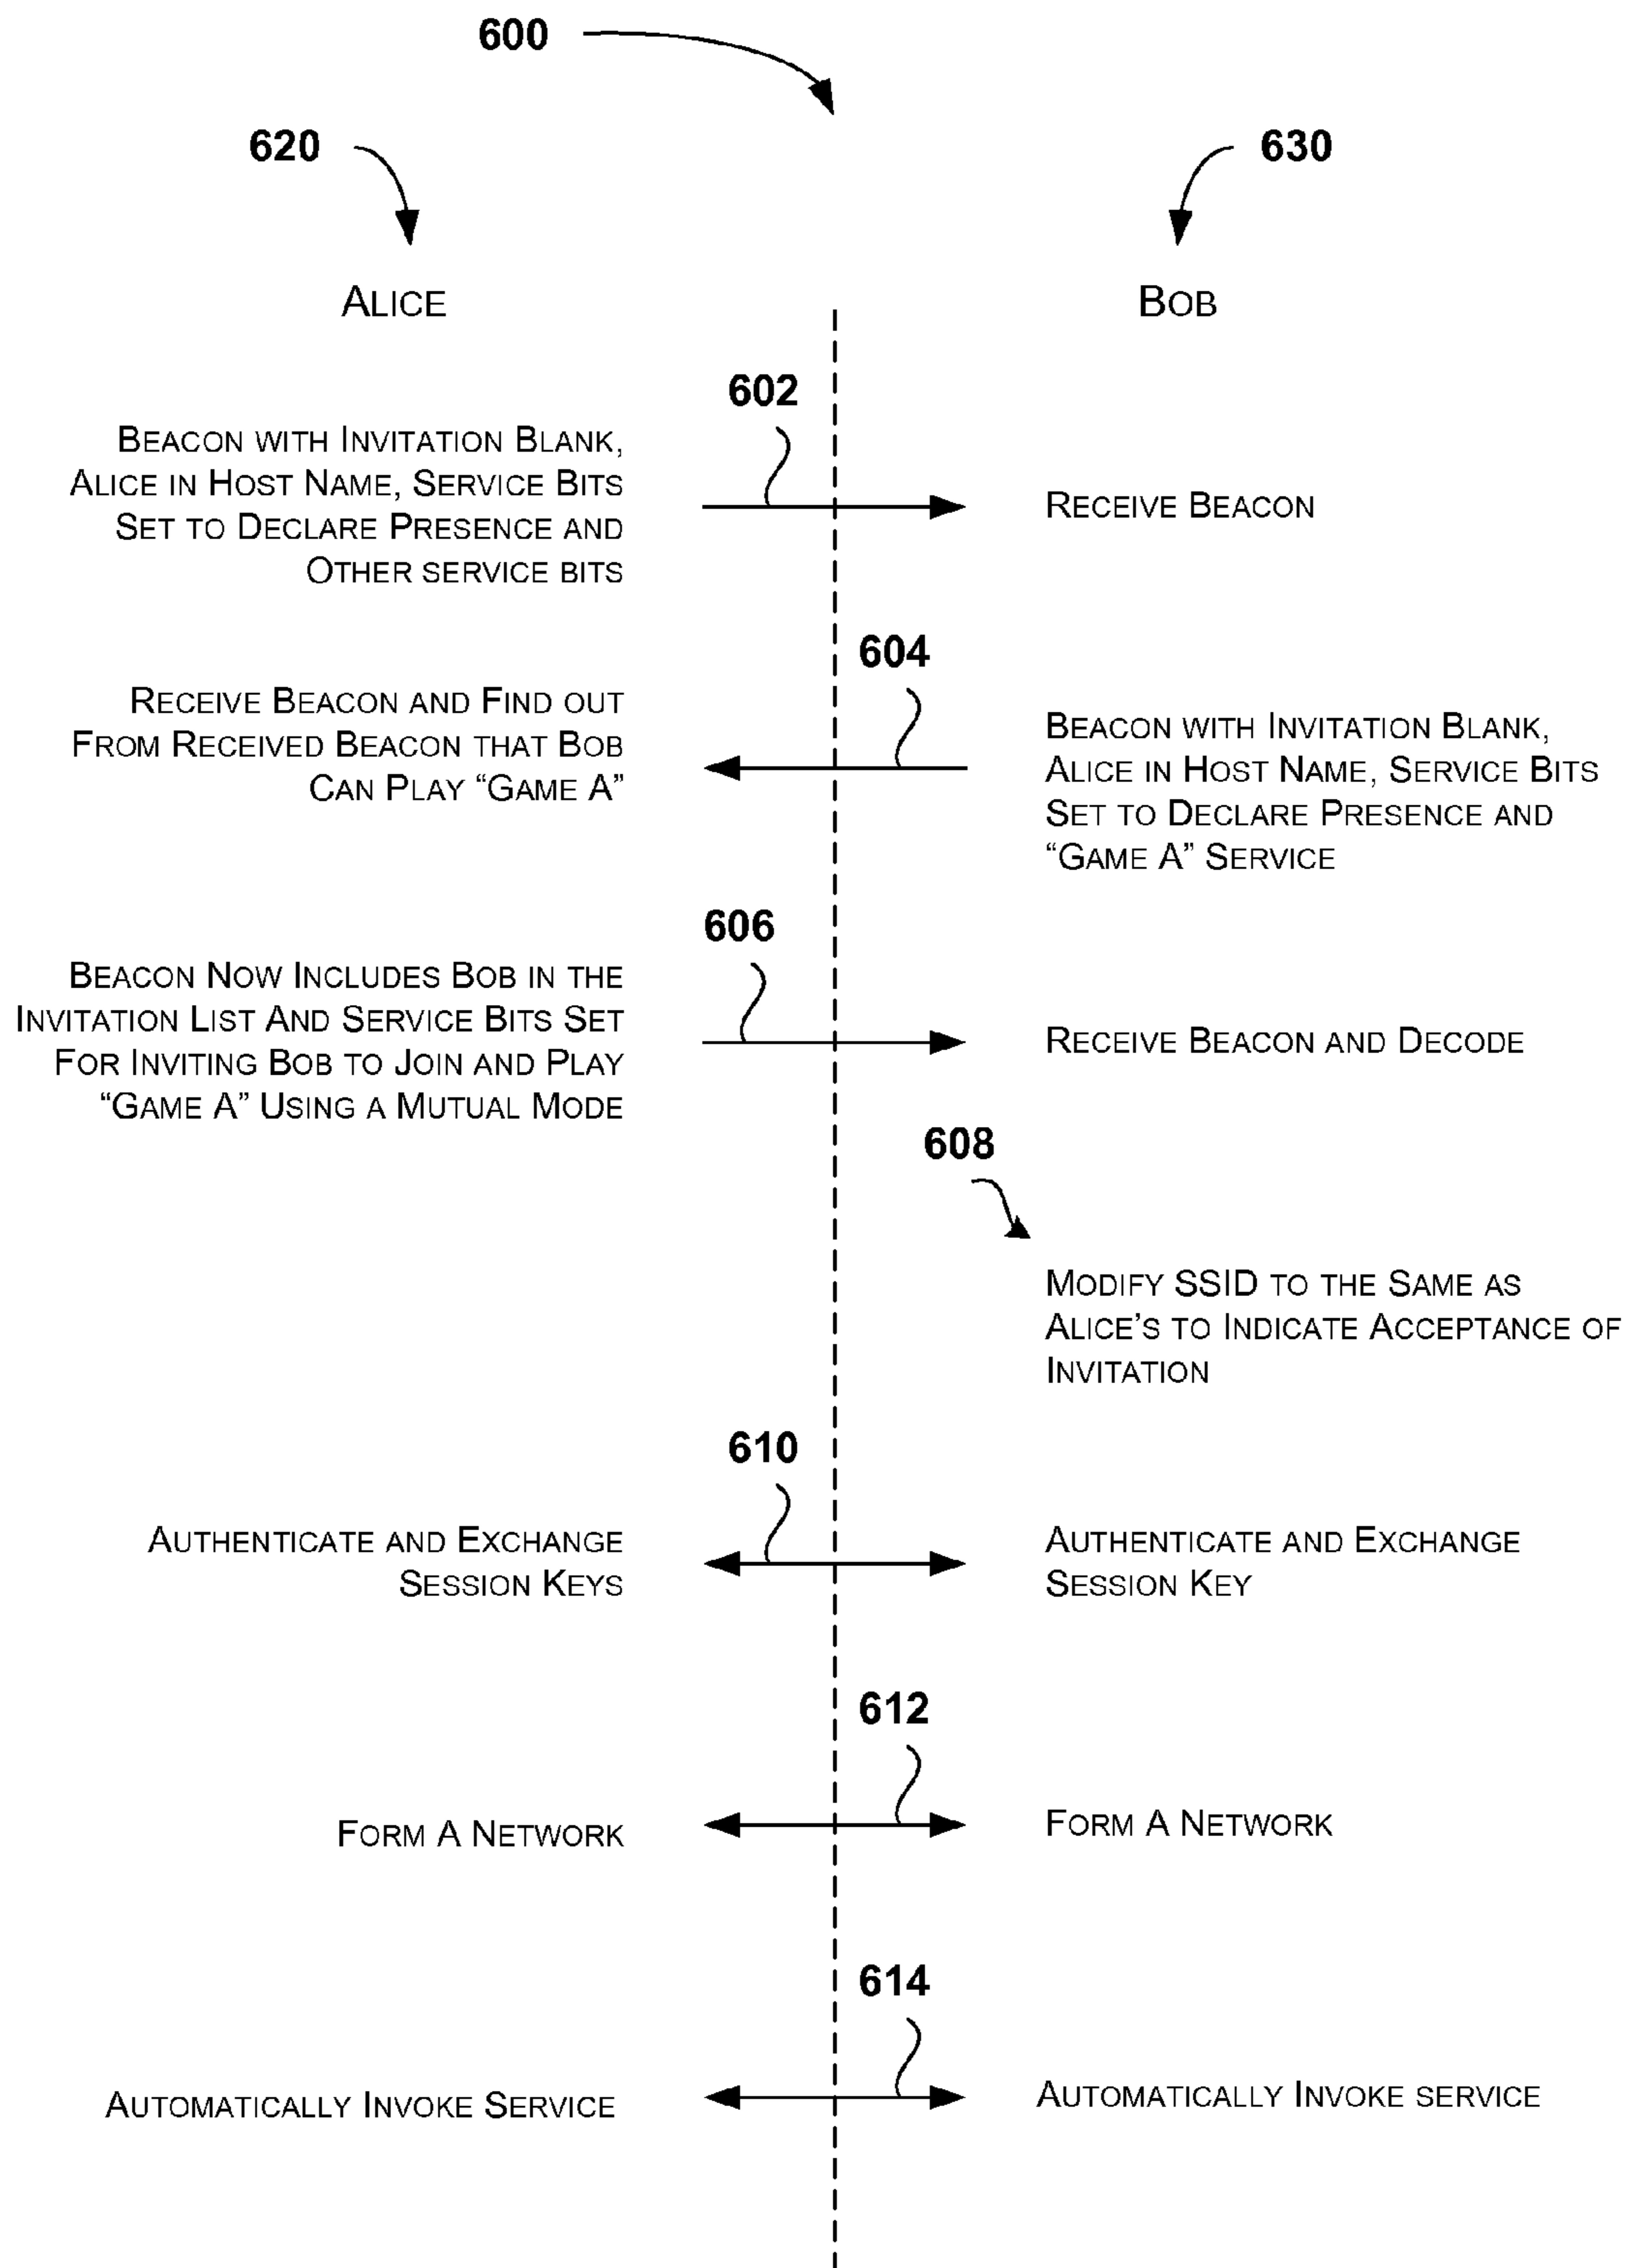 600
620
630
ALICE
BOB
602
BEACON WITH INVITATION BLANK,
ALICE IN HOST NAME, SERVICE BITS
SET TO DECLARE PRESENCE AND
OTHER SERVICE BITS
RECEIVE BEACON
604
RECEIVE BEACON AND FIND OUT
FROM RECEIVED BEACON THAT BOB
CAN PLAY “GAME A”
BEACON WITH INVITATION BLANK,
ALICE IN HOST NAME, SERVICE BITS
SET TO DECLARE PRESENCE AND
“GAME A” SERVICE
606
BEACON NOW INCLUDES BOB IN THE
INVITATION LIST AND SERVICE BITS SET
FOR INVITING BOB TO JOIN AND PLAY
“GAME A” USING A MUTUAL MODE
RECEIVE BEACON AND DECODE
608
MODIFY SSID TO THE SAME AS
ALICE’S TO INDICATE ACCEPTANCE OF
INVITATION
610
AUTHENTICATE AND EXCHANGE
SESSION KEYS
AUTHENTICATE AND EXCHANGE
SESSION KEY
612
FORM A NETWORK
FORM A NETWORK
614
AUTOMATICALLY INVOKE SERVICE
AUTOMATICALLY INVOKE SERVICE